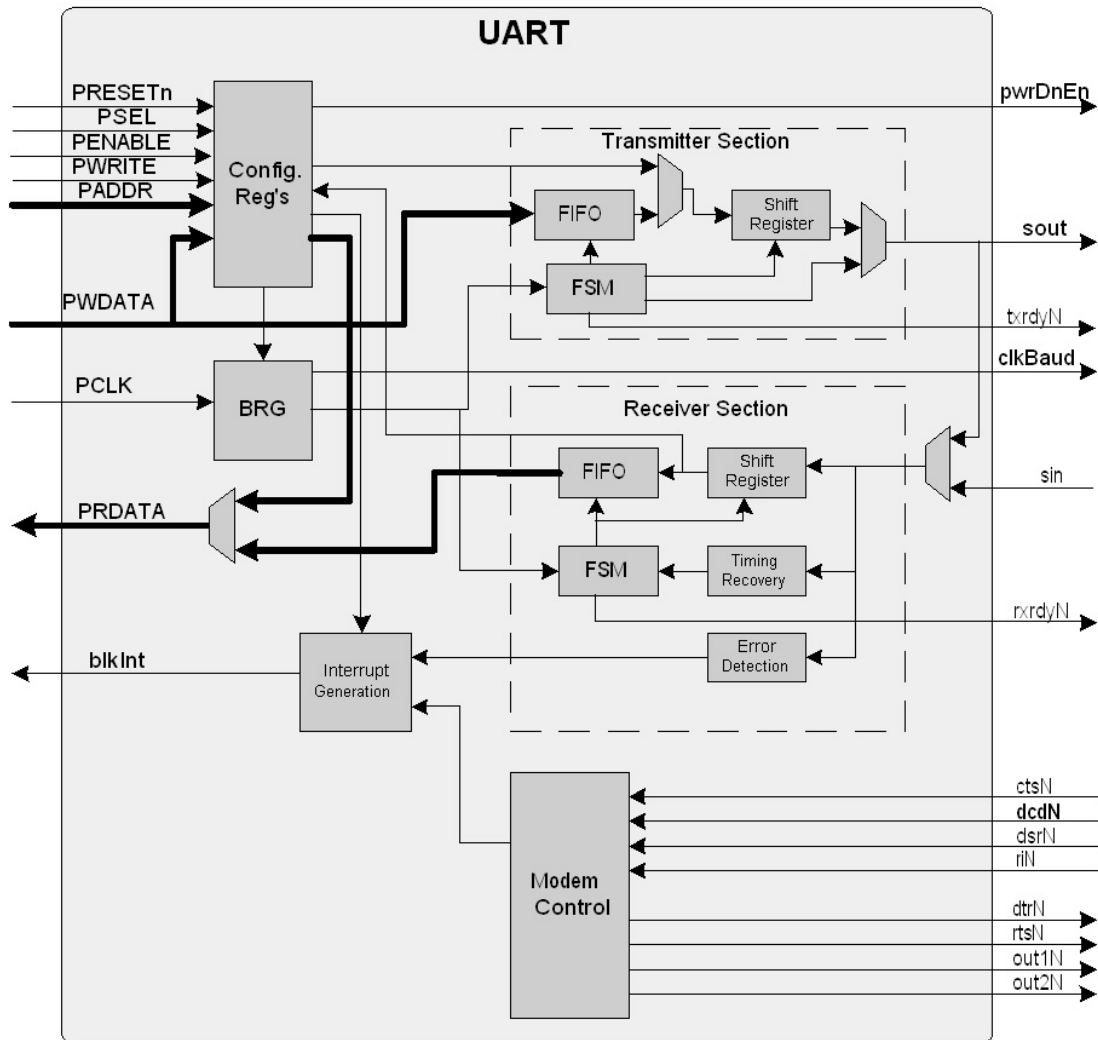 UART
PRESETn
PSEL
PENABLE
PWRITE
PADDR
PWDATA
PCLK
PRDATA
blkInt
Config.
Reg's
BRG
Interrupt
Generation
Transmitter Section
FIFO
FSM
Shift
Register
Receiver Section
FIFO
Shift
Register
FSM
Timing
Recovery
Error
Detection
Modem
Control
pwrDnEn
sout
txrdyN
clkBaud
sin
rxrdyN
ctsN
dcdN
dsrN
riN
dtrN
rtsN
out1N
out2N